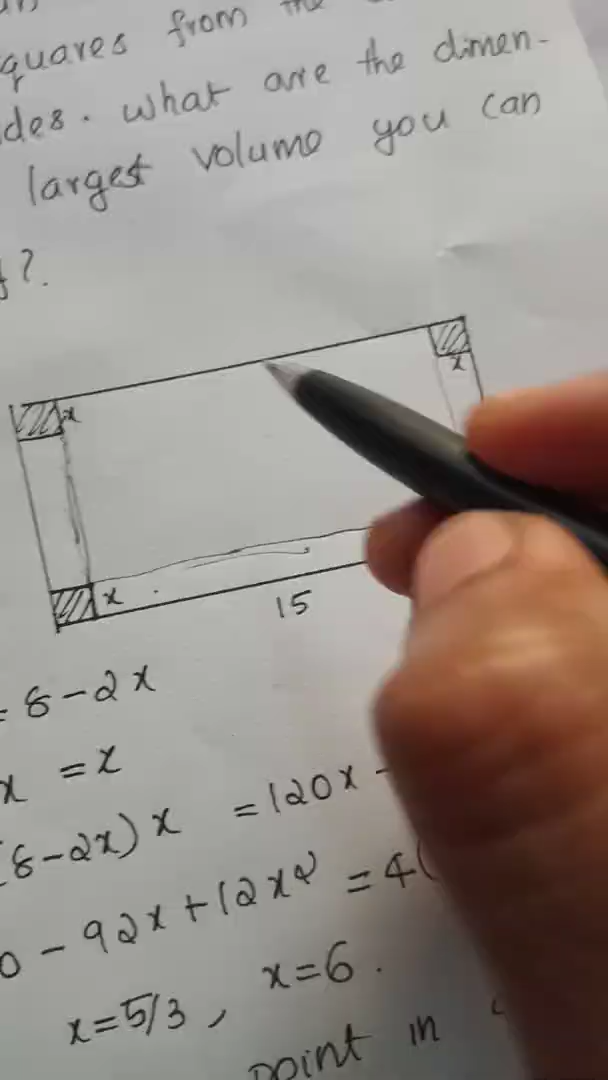 quares from the
des. What are the dimen-
largest volume you can
?.
x
x
x
15
= 8-2x
x = x
(8-2x) x = 120x -
0 - 92x + 12x² = 4(
x = 5/3, x = 6.
point in